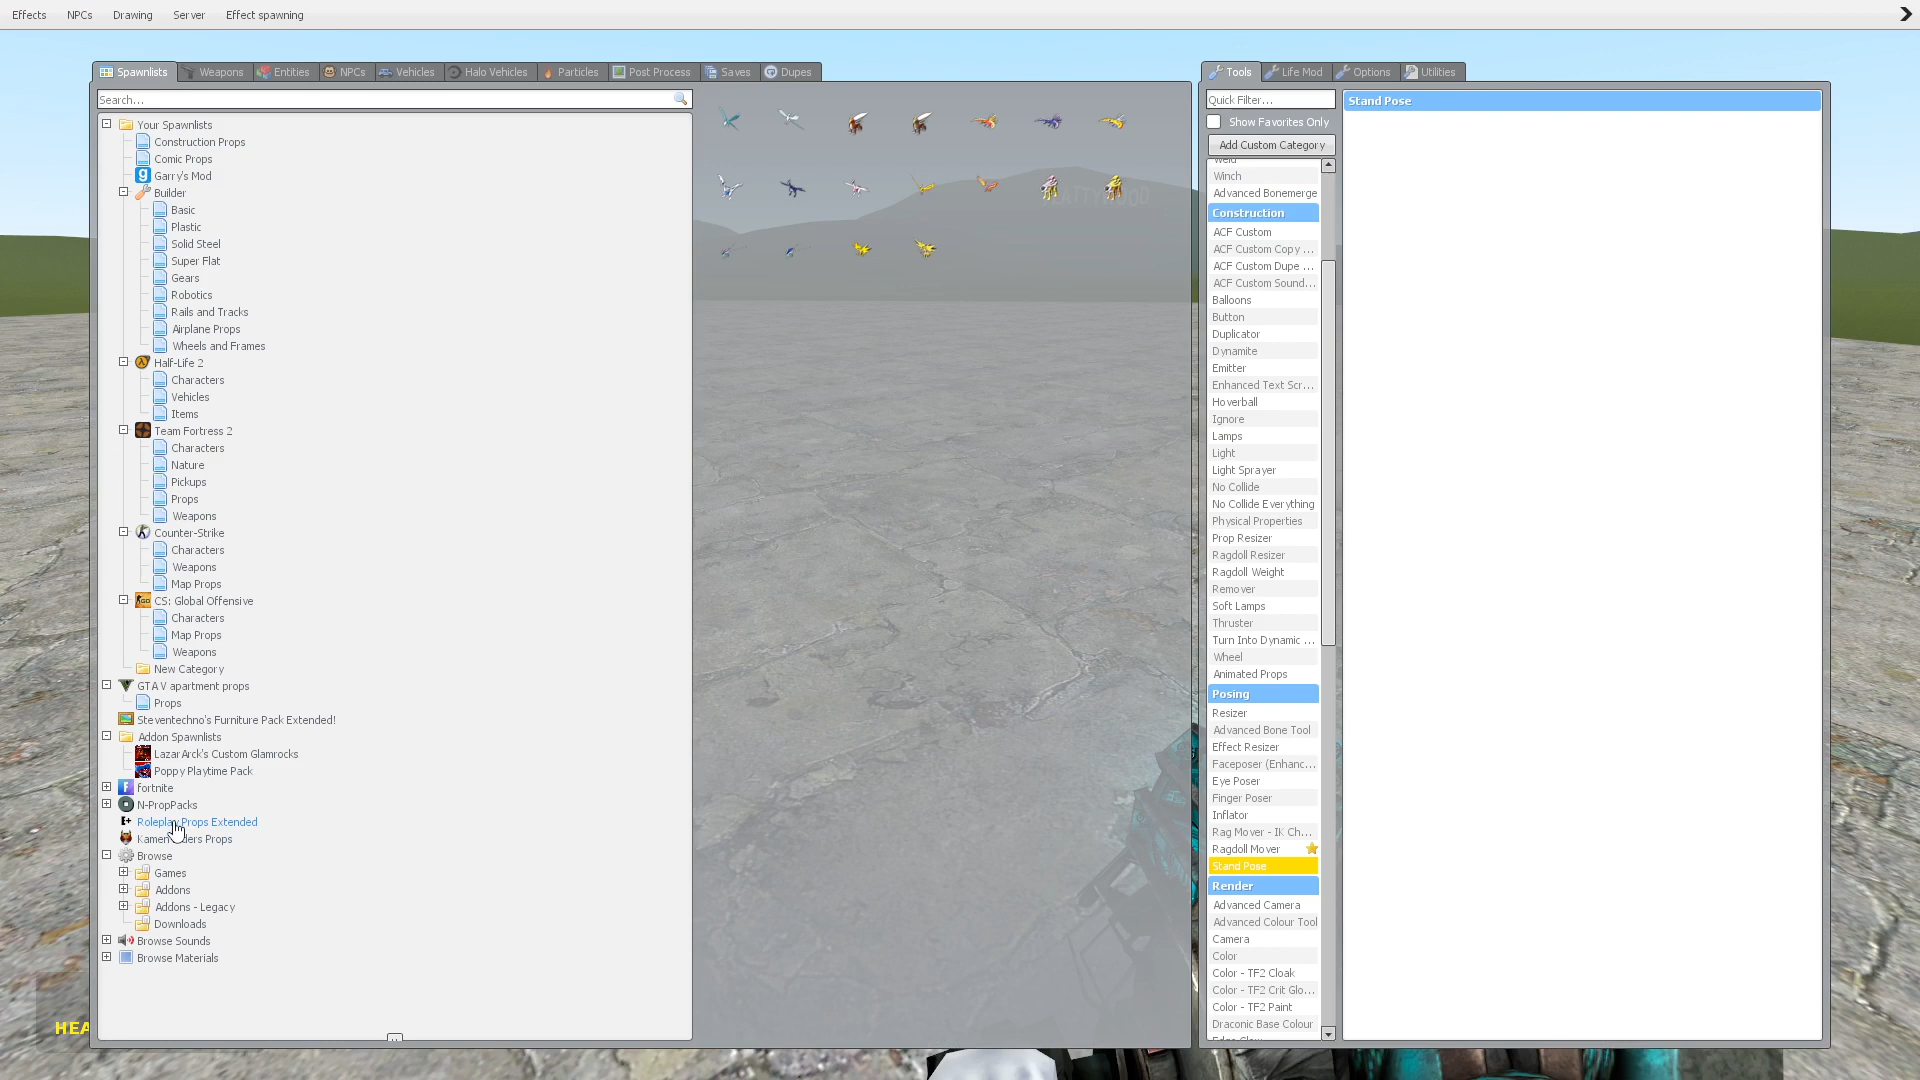 Effects NPCs Drawing Server Effect spawning
Spawnlists Weapons Entities NPCs Vehicles Halo Vehicles Particles Post Process Saves Dupes
Search...
Your Spawnlists
Construction Props
Comic Props
Garry's Mod
Builder
Basic
Plastic
Solid Steel
Super Flat
Gears
Robotics
Rails and Tracks
Airplane Props
Wheels and Frames
Half-Life 2
Characters
Vehicles
Items
Team Fortress 2
Characters
Nature
Pickups
Props
Weapons
Counter-Strike
Characters
Weapons
Map Props
CS: Global Offensive
Characters
Map Props
Weapons
New Category
GTA V apartment props
Props
Steventechno's Furniture Pack Extended!
Addon Spawnlists
LazarArck's Custom Glamrocks
Poppy Playtime Pack
fortnite
N-PropPacks
Roleplay Props Extended
Props
Browse
Games
Addons
Addons - Legacy
Downloads
Browse Sounds
Browse Materials
HEA
Tools Life Mod Options Utilities
Quick Filter...
Show Favorites Only
Add Custom Category
Weld
Winch
Advanced Bonemerge
Construction
ACF Custom
ACF Custom Copy ...
ACF Custom Dupe ...
ACF Custom Sound...
Balloons
Button
Duplicator
Dynamite
Emitter
Enhanced Text Scr...
Hoverball
Ignore
Lamps
Light
Light Sprayer
No Collide
No Collide Everything
Physical Properties
Prop Resizer
Ragdoll Resizer
Ragdoll Weight
Remover
Soft Lamps
Thruster
Turn Into Dynamic ...
Wheel
Animated Props
Posing
Resizer
Advanced Bone Tool
Effect Resizer
Faceposer (Enhanc...
Eye Poser
Finger Poser
Inflator
Rag Mover - IK Ch...
Ragdoll Mover
Stand Pose
Render
Advanced Camera
Advanced Colour Tool
Camera
Color
Color - TF2 Cloak
Color - TF2 Crit Glo...
Color - TF2 Paint
Draconic Base Colour
Stand Pose